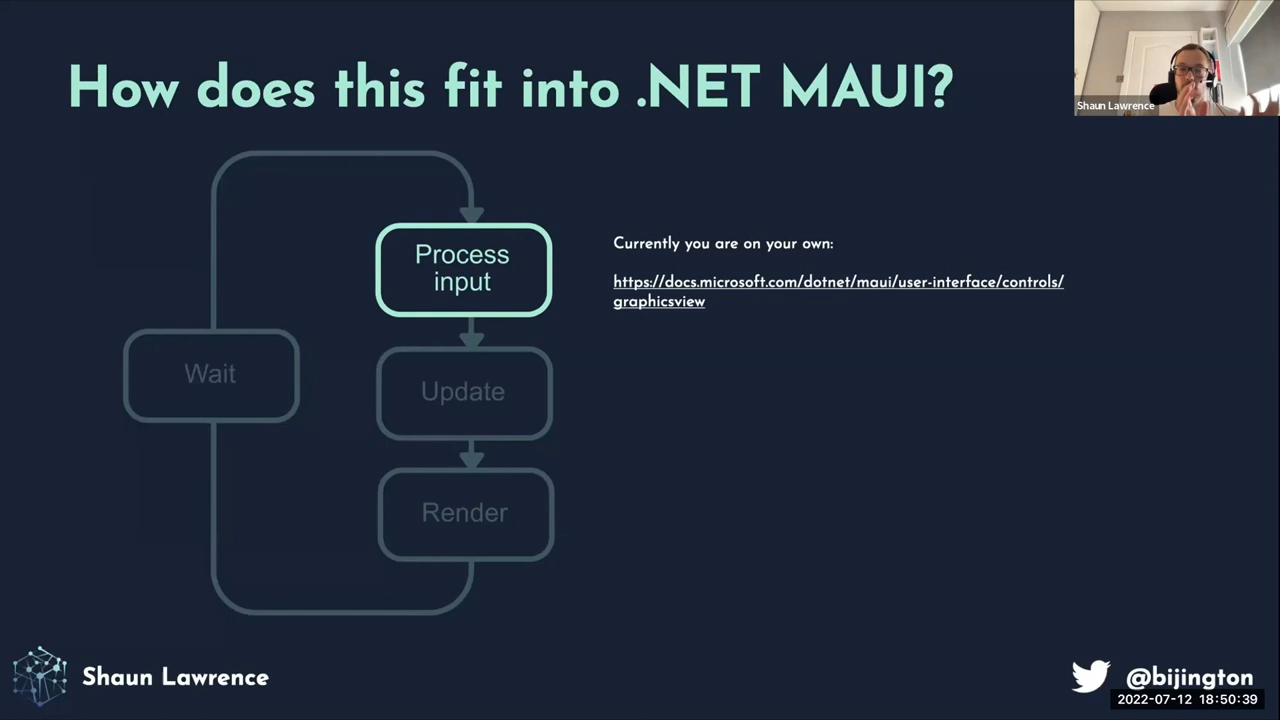 How does this fit into .NET MAUI?
Shaun Lawrence
Process
input
Currently you are on your own:
https://docs.microsoft.com/dotnet/maui/user-interface/controls/
graphicsview
Wait
Update
Render
Shaun Lawrence
@bijington
2022-07-12 18:50:39